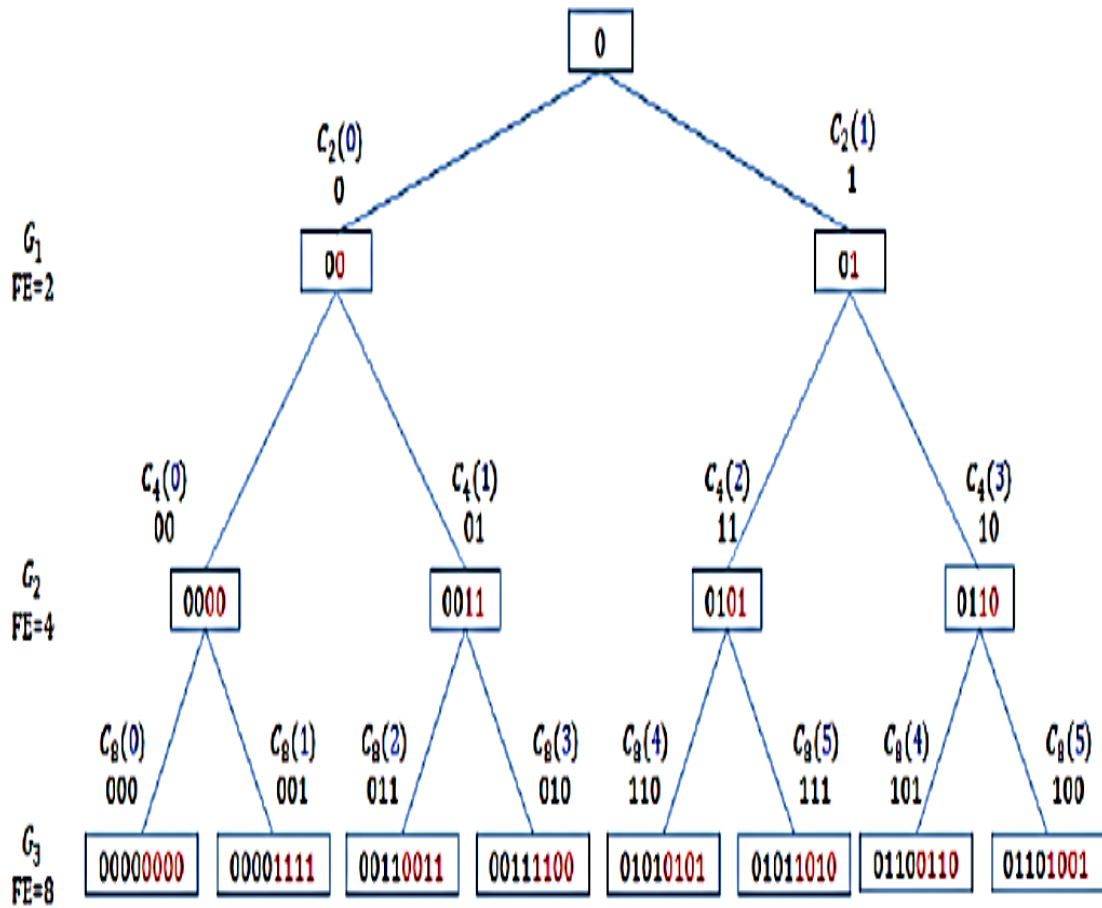 0
C₂(0)
0
C₂(1)
1
G₁
FE=2
00
01
C₄(0)
00
C₄(1)
01
C₄(2)
11
C₄(3)
10
G₂
FE=4
0000
0011
0101
0110
C₈(0)
000
C₈(1)
001
C₈(2)
011
C₈(3)
010
C₈(4)
110
C₈(5)
111
C₈(4)
101
C₈(5)
100
G₃
FE=8
00000000
00001111
00110011
00111100
01010101
01011010
01100110
01101001